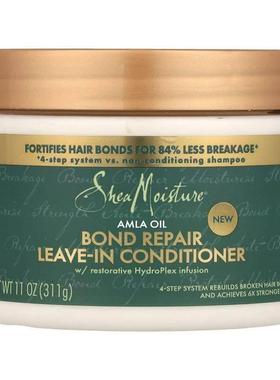 FORTIFIES HAIR BONDS FOR 84% LESS BREAKAGE*
*4-step system vs. non-conditioning shampoo
SheaMoisture
AMLA OIL
NEW
BOND REPAIR
LEAVE-IN CONDITIONER
w/ restorative HydroPlex infusion
WT 11 OZ (311g)
4-STEP SYSTEM REBUILDS BROKEN HAIR
AND ACHIEVES 6X STRONGE